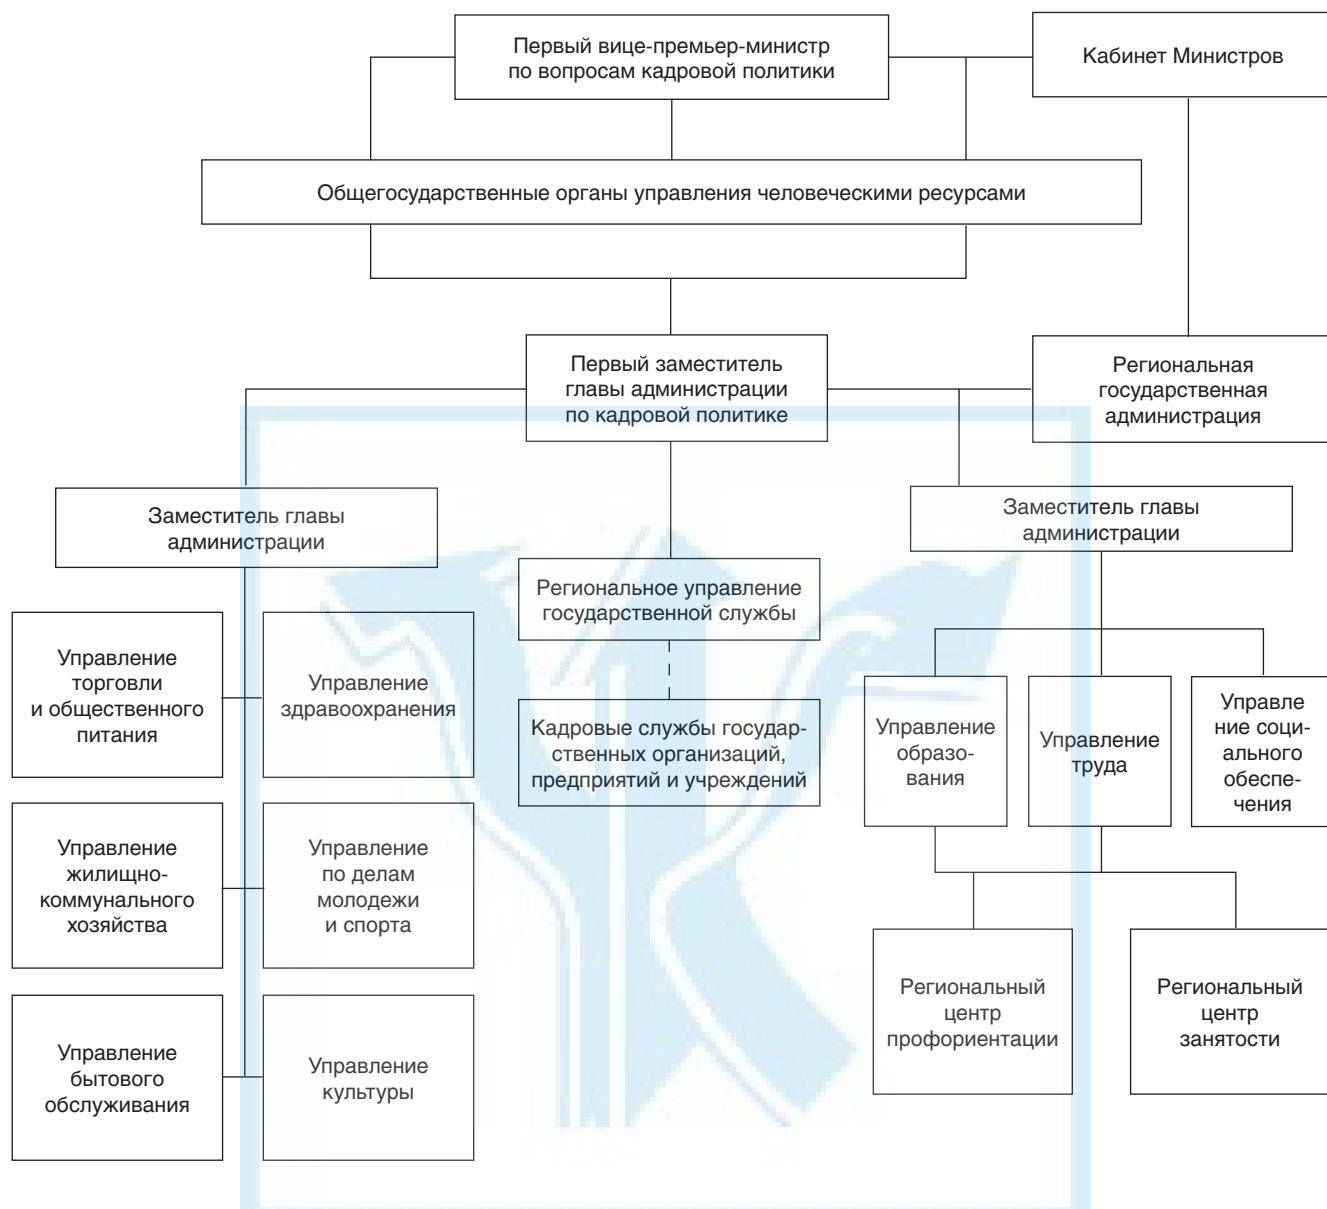 Первый вице-премьер-министр
по вопросам кадровой политики
Кабинет Министров
Общегосударственные органы управления человеческими ресурсами
Первый заместитель
главы администрации
по кадровой политике
Региональная
государственная
администрация
Заместитель главы
администрации
Заместитель главы
администрации
Региональное управление
государственной службы
Управление
торговли
и общественного
питания
Управление
здравоохранения
Кадровые службы государ-
ственных организаций,
предприятий и учреждений
Управление
образо-
вания
Управление
труда
Управле
ние соци-
ального
обеспе-
чения
Управление
жилищно-
коммунального
хозяйства
Управление
по делам
молодежи
и спорта
Региональный
центр
профориентации
Региональный
центр
занятости
Управление
бытового
обслуживания
Управление
культуры